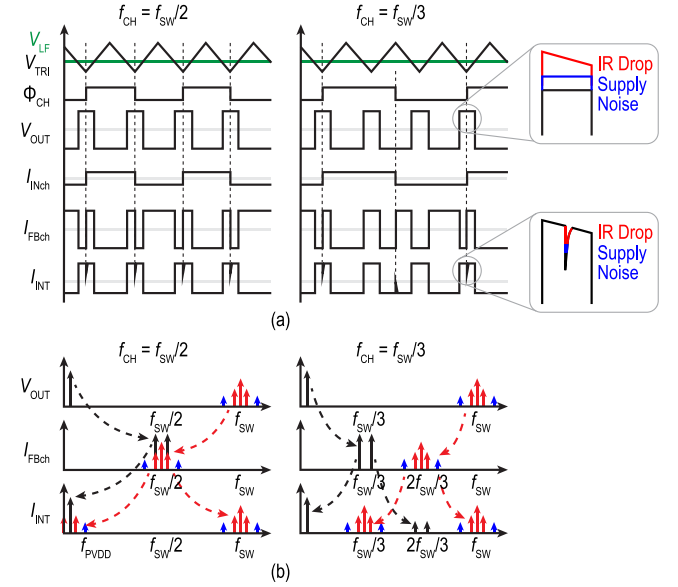 f_CH = f_SW/2
f_CH = f_SW/3
V_LF
V_TRI
Φ_CH
V_OUT
I_INch
I_FBch
I_INT
IR Drop
Supply
Noise
IR Drop
Supply
Noise
(a)
f_CH = f_SW/2
f_CH = f_SW/3
V_OUT
f_SW/2 f_SW f_SW/3 f_SW
I_FBch
f_SW/2 f_SW f_SW/3 2f_SW/3 f_SW
I_INT
f_PVDD f_SW/2 f_SW f_SW/3 2f_SW/3 f_SW
(b)